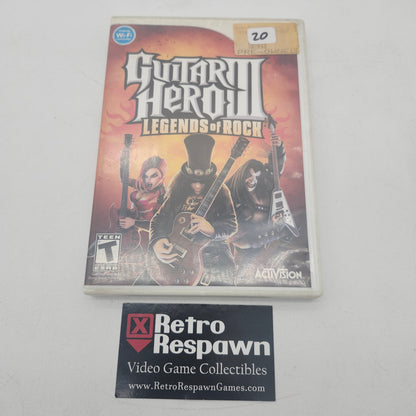 Wi-Fi
20
PRE-OWNED
GUITAR III
HERO
LEGENDS OF ROCK
TEEN
T
ESRB
ACTIVISION
Retro
Respawn
Video Game Collectibles
www.RetroRespawnGames.com